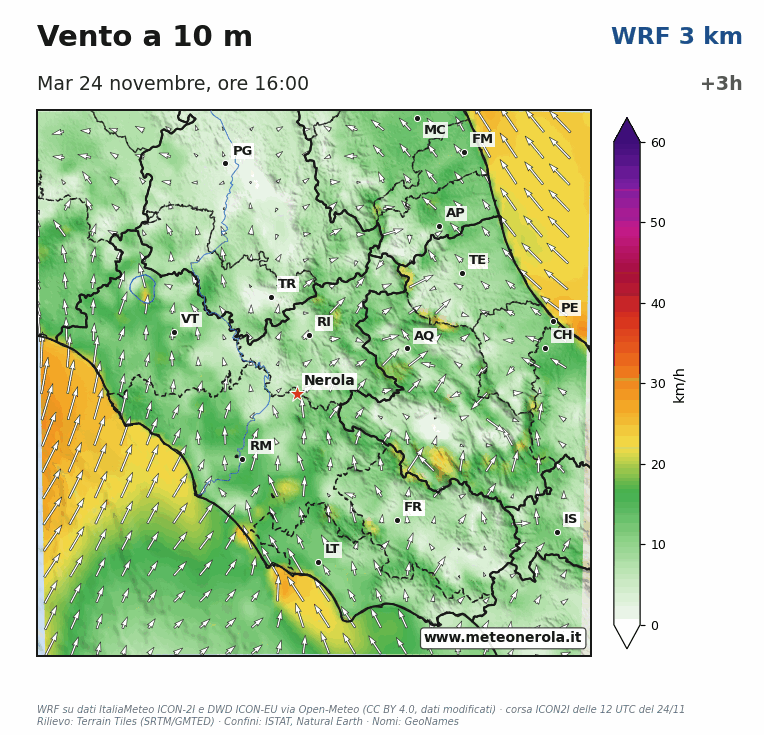 Vento a 10 m
WRF 3 km
Mar 24 novembre, ore 16:00
+3h
MC
FM
PG
AP
TE
TR
PE
VT
RI
AQ
CH
Nerola
RM
FR
IS
LT
www.meteonerola.it
60
50
40
30
20
10
0
km/h
WRF su dati ItaliaMeteo ICON-2I e DWD ICON-EU via Open-Meteo (CC BY 4.0, dati modificati) · corsa ICON2I delle 12 UTC del 24/11
Rilievo: Terrain Tiles (SRTM/GMTED) · Confini: ISTAT, Natural Earth · Nomi: GeoNames